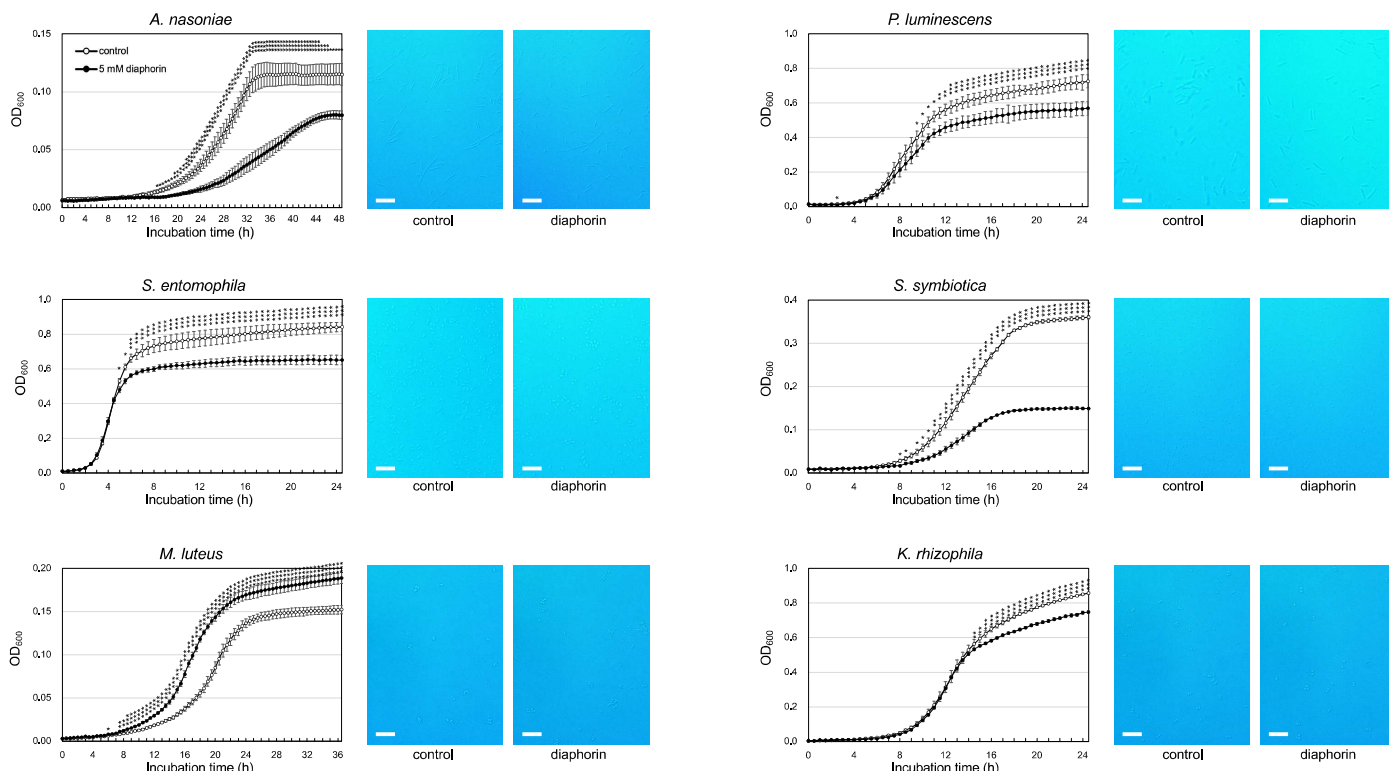 A. nasoniae
0.15
0.10
0.05
0.00
OD600
control
5 mM diaphorin
0 4 8 12 16 20 24 28 32 36 40 44 48
Incubation time (h)
control
diaphorin
P. luminescens
1.0
0.8
0.6
0.4
0.2
0.0
OD600
0 4 8 12 16 20 24
Incubation time (h)
control
diaphorin
S. entomophila
1.0
0.8
0.6
0.4
0.2
0.0
OD600
0 4 8 12 16 20 24
Incubation time (h)
control
diaphorin
S. symbiotica
0.4
0.3
0.2
0.1
0.0
OD600
0 4 8 12 16 20 24
Incubation time (h)
control
diaphorin
M. luteus
0.20
0.15
0.10
0.05
0.00
OD600
0 4 8 12 16 20 24 28 32 36
Incubation time (h)
control
diaphorin
K. rhizophila
1.0
0.8
0.6
0.4
0.2
0.0
OD600
0 4 8 12 16 20 24
Incubation time (h)
control
diaphorin